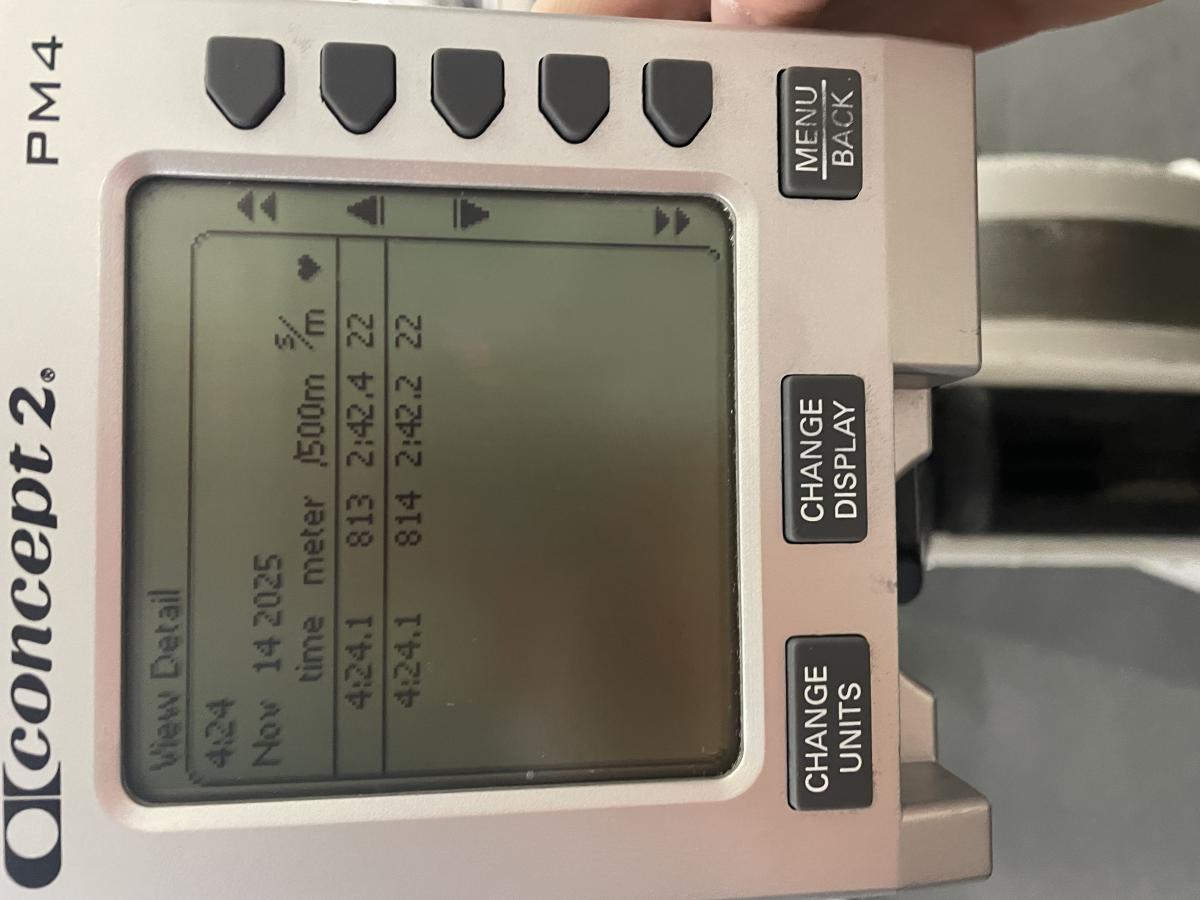 concept 2® PM4
View Detail
4:24
Nov 14 2025
time meter /500m s/m ♥
4:24.1 813 2:42.4 22
4:24.1 814 2:42.2 22
CHANGE
UNITS
CHANGE
DISPLAY
MENU
BACK